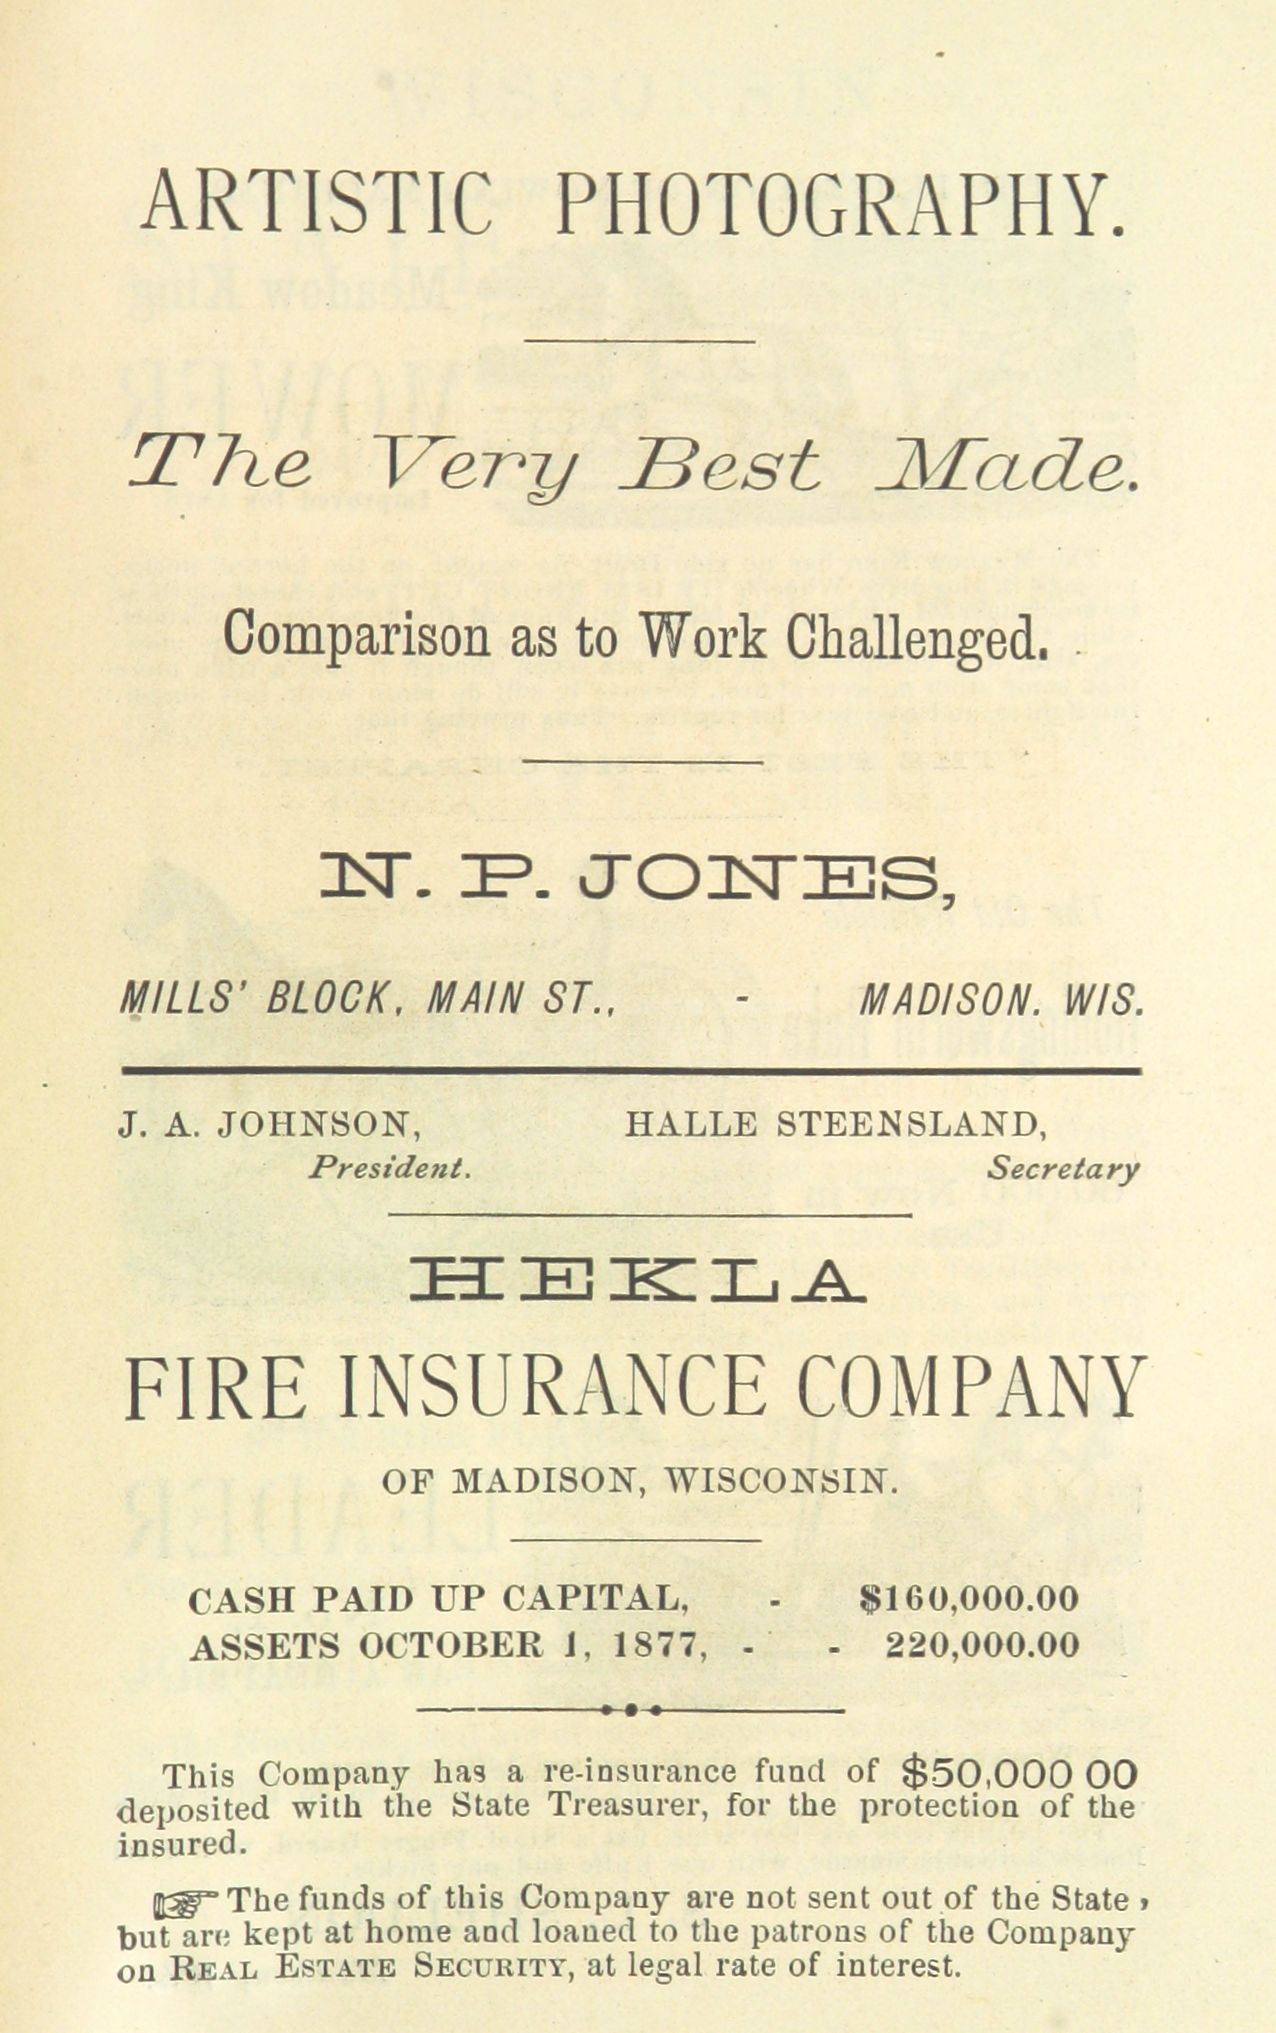 ARTISTIC PHOTOGRAPHY.
The Very Best Made.
Comparison as to Work Challenged.
N. P. JONES,
MILLS' BLOCK, MAIN ST., - MADISON. WIS.
J. A. JOHNSON, HALLE STEENSLAND,
President. Secretary
HEKLA
FIRE INSURANCE COMPANY
OF MADISON, WISCONSIN.
CASH PAID UP CAPITAL, - $160,000.00
ASSETS OCTOBER 1, 1877, - - 220,000.00
This Company has a re-insurance fund of $50,000 00
deposited with the State Treasurer, for the protection of the
insured.
☞ The funds of this Company are not sent out of the State,
but are kept at home and loaned to the patrons of the Company
on REAL ESTATE SECURITY, at legal rate of interest.